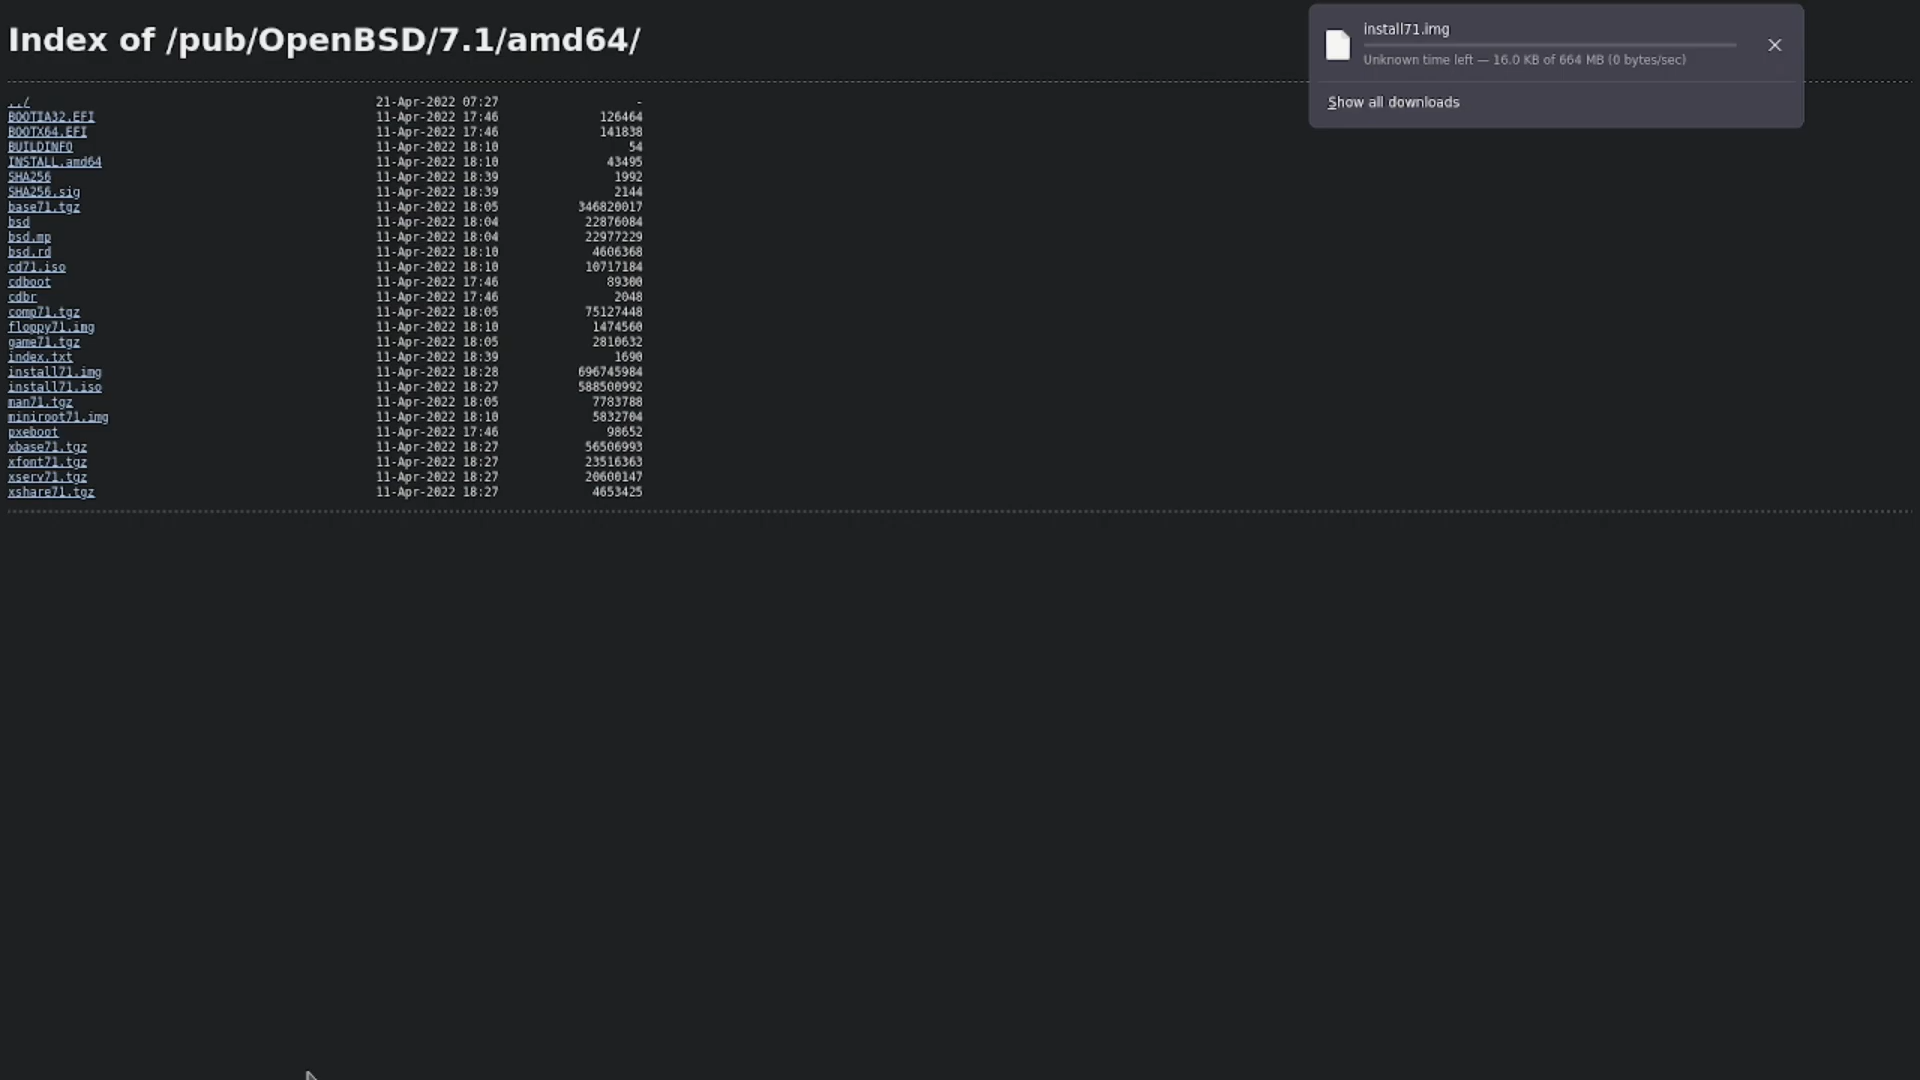 Index of /pub/OpenBSD/7.1/amd64/
install71.img
Unknown time left — 16.0 KB of 664 MB (0 bytes/sec)
Show all downloads
../ 21-Apr-2022 07:27 -
BOOTIA32.EFI 11-Apr-2022 17:46 126464
BOOTX64.EFI 11-Apr-2022 17:46 141838
BUILDINFO 11-Apr-2022 18:10 54
INSTALL.amd64 11-Apr-2022 18:10 43495
SHA256 11-Apr-2022 18:39 1992
SHA256.sig 11-Apr-2022 18:39 2144
base71.tgz 11-Apr-2022 18:05 346820017
bsd 11-Apr-2022 18:04 22876084
bsd.mp 11-Apr-2022 18:04 22977229
bsd.rd 11-Apr-2022 18:10 4606368
cd71.iso 11-Apr-2022 18:10 10717184
cdboot 11-Apr-2022 17:46 89300
cdbr 11-Apr-2022 17:46 2048
comp71.tgz 11-Apr-2022 18:05 75127448
floppy71.img 11-Apr-2022 18:10 1474560
game71.tgz 11-Apr-2022 18:05 2810632
index.txt 11-Apr-2022 18:39 1690
install71.img 11-Apr-2022 18:28 696745984
install71.iso 11-Apr-2022 18:27 588500992
man71.tgz 11-Apr-2022 18:05 7783788
miniroot71.img 11-Apr-2022 18:10 5832704
pxeboot 11-Apr-2022 17:46 98652
xbase71.tgz 11-Apr-2022 18:27 56506993
xfont71.tgz 11-Apr-2022 18:27 23516363
xserv71.tgz 11-Apr-2022 18:27 20600147
xshare71.tgz 11-Apr-2022 18:27 4653425